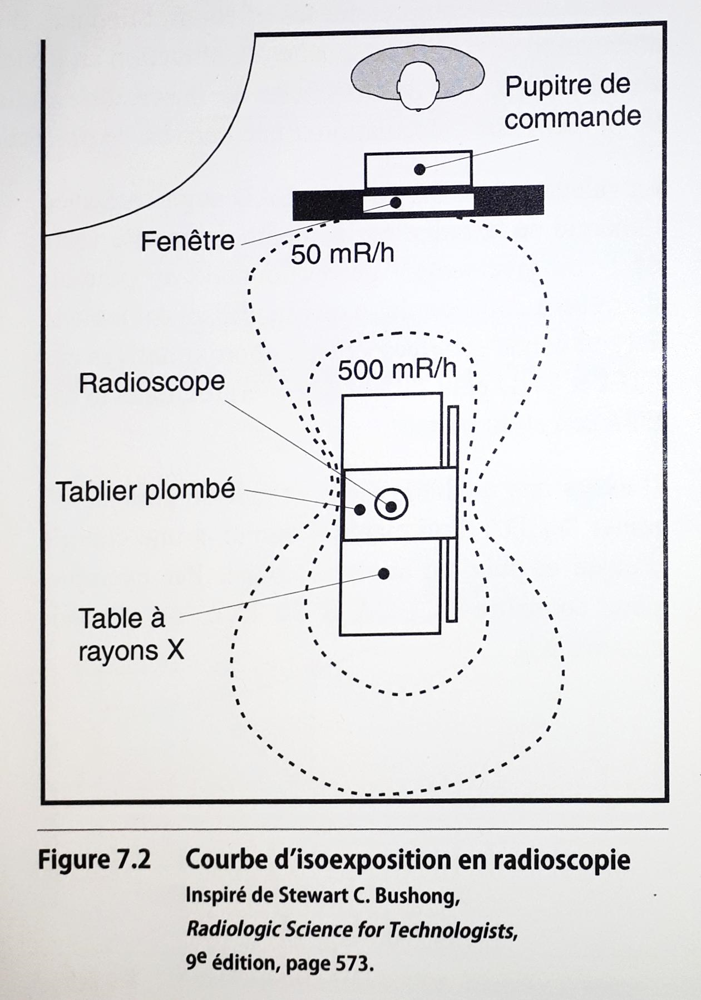 Pupitre de
commande
Fenêtre
50 mR/h
500 mR/h
Radioscope
Tablier plombé
Table à
rayons X
Figure 7.2 Courbe d'isoexposition en radioscopie
Inspiré de Stewart C. Bushong,
Radiologic Science for Technologists,
9e édition, page 573.